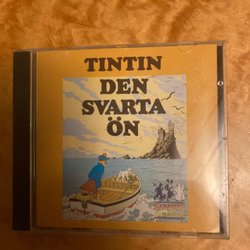 TINTIN
DEN
SVARTA
ÖN